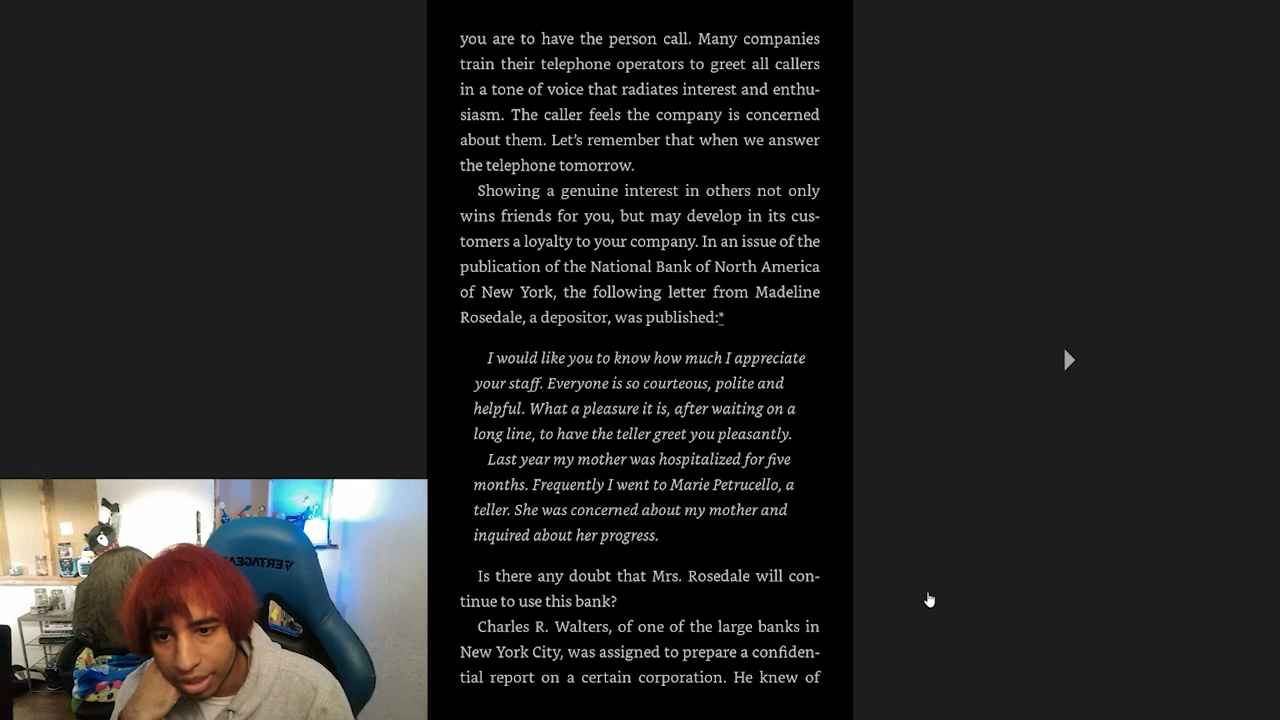 you are to have the person call. Many companies
train their telephone operators to greet all callers
in a tone of voice that radiates interest and enthu-
siasm. The caller feels the company is concerned
about them. Let’s remember that when we answer
the telephone tomorrow.
Showing a genuine interest in others not only
wins friends for you, but may develop in its cus-
tomers a loyalty to your company. In an issue of the
publication of the National Bank of North America
of New York, the following letter from Madeline
Rosedale, a depositor, was published:*
I would like you to know how much I appreciate
your staff. Everyone is so courteous, polite and
helpful. What a pleasure it is, after waiting on a
long line, to have the teller greet you pleasantly.
Last year my mother was hospitalized for five
months. Frequently I went to Marie Petrucello, a
teller. She was concerned about my mother and
inquired about her progress.
Is there any doubt that Mrs. Rosedale will con-
tinue to use this bank?
Charles R. Walters, of one of the large banks in
New York City, was assigned to prepare a confiden-
tial report on a certain corporation. He knew of
VERTAGEAR